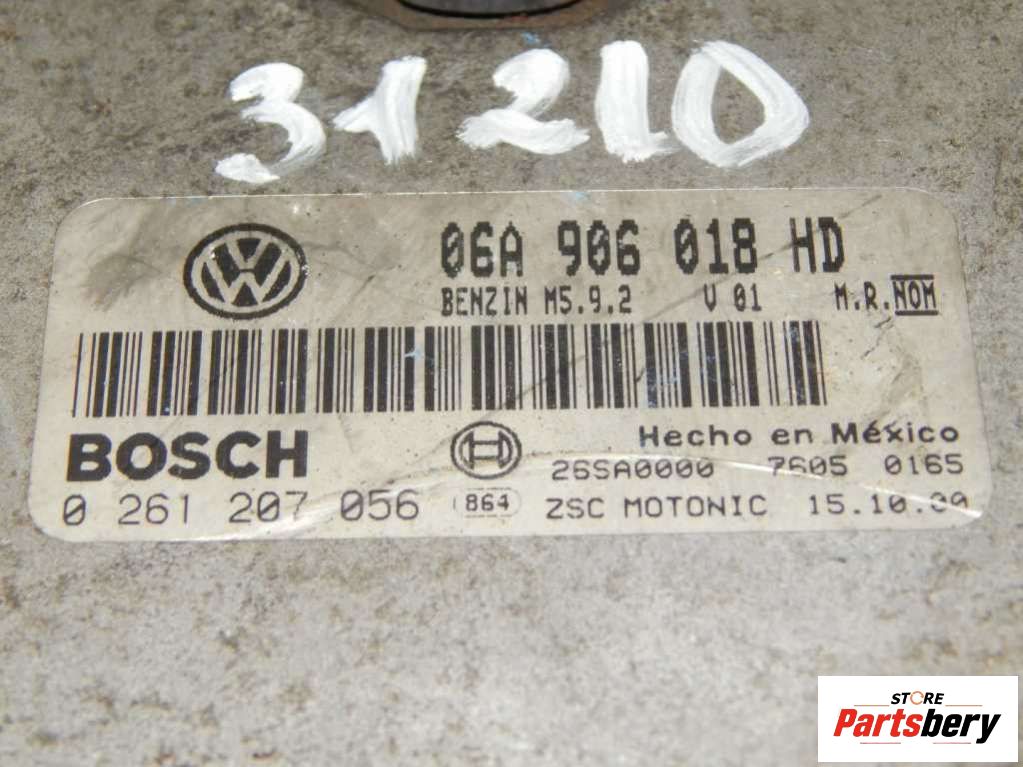 31210
06A 906 018 HD
BENZIN M5.9.2 V 01 M.R.NOM
BOSCH
Hecho en México
26SA0000 7605 0165
0 261 207 056 864 ZSC MOTONIC 15.10.00
STORE
Partsbery